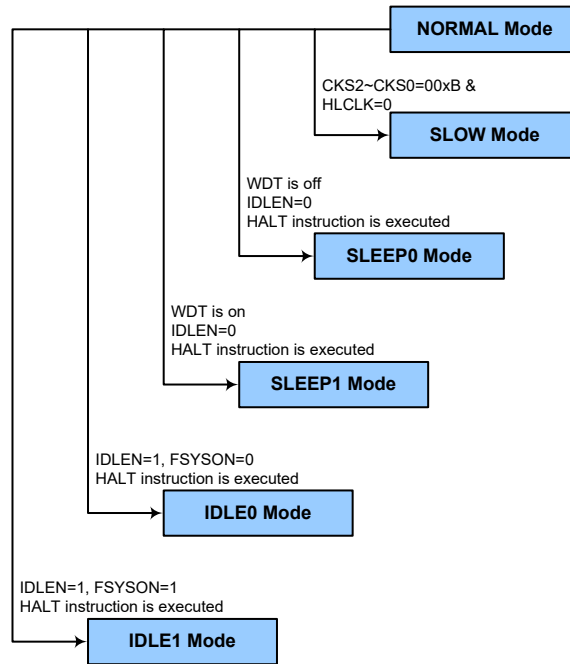 NORMAL Mode
CKS2~CKS0=00xB &
HLCLK=0
SLOW Mode
WDT is off
IDLEN=0
HALT instruction is executed
SLEEP0 Mode
WDT is on
IDLEN=0
HALT instruction is executed
SLEEP1 Mode
IDLEN=1, FSYSON=0
HALT instruction is executed
IDLE0 Mode
IDLEN=1, FSYSON=1
HALT instruction is executed
IDLE1 Mode